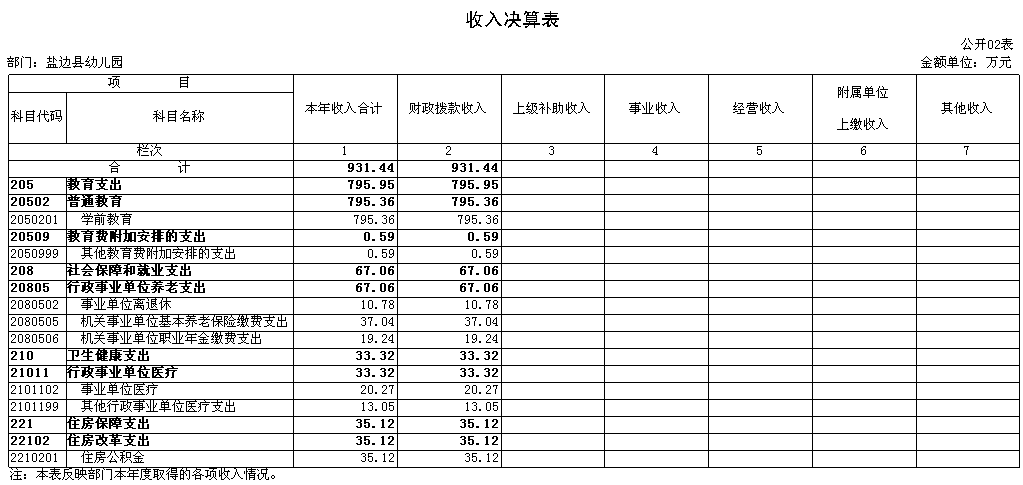 收入决算表
公开02表
部门：盐边县幼儿园 金额单位：万元
项 目 本年收入合计 财政拨款收入 上级补助收入 事业收入 经营收入 附属单位上缴收入 其他收入
科目代码 科目名称
栏次 1 2 3 4 5 6 7
合 计 931.44 931.44
205 教育支出 795.95 795.95
20502 普通教育 795.36 795.36
2050201 学前教育 795.36 795.36
20509 教育费附加安排的支出 0.59 0.59
2050999 其他教育费附加安排的支出 0.59 0.59
208 社会保障和就业支出 67.06 67.06
20805 行政事业单位养老支出 67.06 67.06
2080502 事业单位离退休 10.78 10.78
2080505 机关事业单位基本养老保险缴费支出 37.04 37.04
2080506 机关事业单位职业年金缴费支出 19.24 19.24
210 卫生健康支出 33.32 33.32
21011 行政事业单位医疗 33.32 33.32
2101102 事业单位医疗 20.27 20.27
2101199 其他行政事业单位医疗支出 13.05 13.05
221 住房保障支出 35.12 35.12
22102 住房改革支出 35.12 35.12
2210201 住房公积金 35.12 35.12
注：本表反映部门本年度取得的各项收入情况。